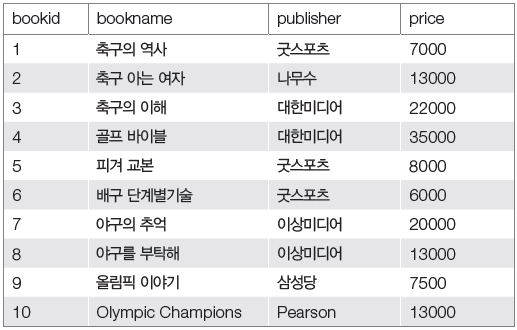 bookid bookname publisher price
1 축구의 역사 굿스포츠 7000
2 축구 아는 여자 나무수 13000
3 축구의 이해 대한미디어 22000
4 골프 바이블 대한미디어 35000
5 피겨 교본 굿스포츠 8000
6 배구 단계별기술 굿스포츠 6000
7 야구의 추억 이상미디어 20000
8 야구를 부탁해 이상미디어 13000
9 올림픽 이야기 삼성당 7500
10 Olympic Champions Pearson 13000